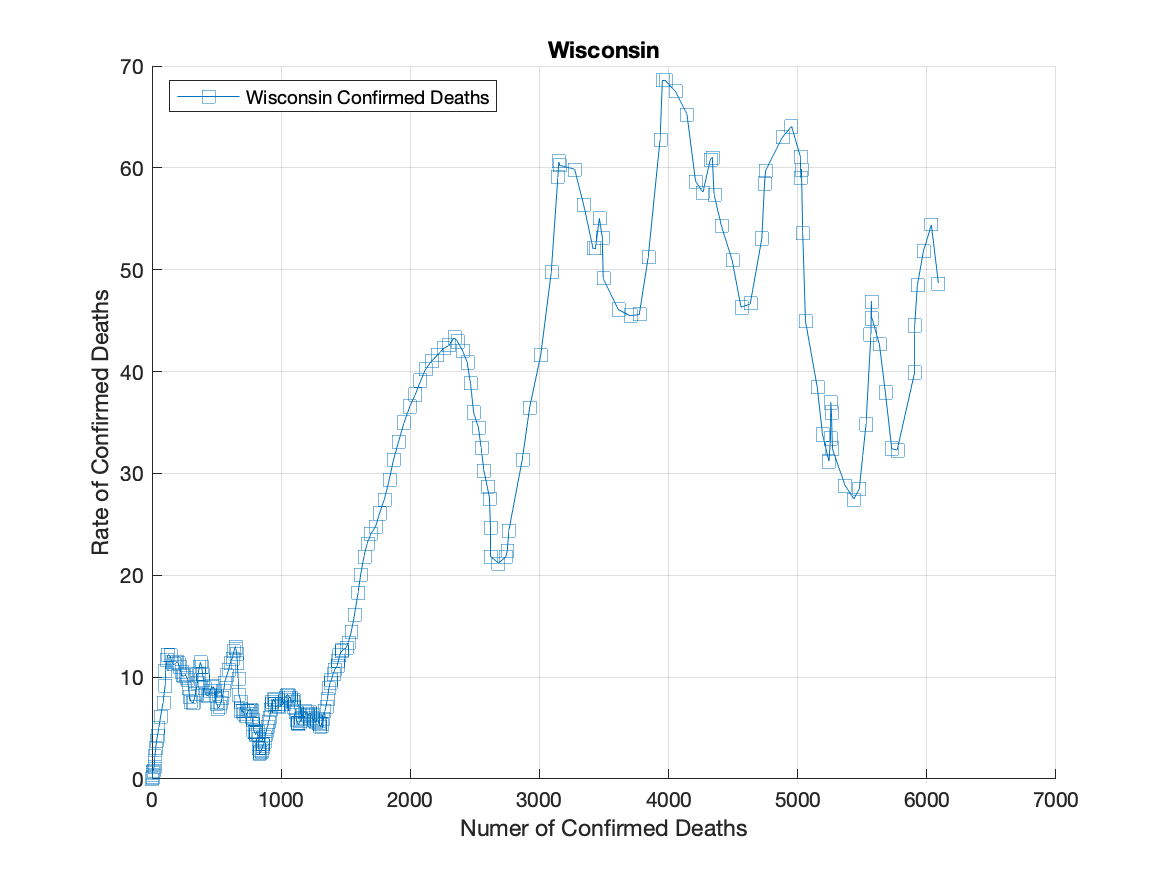 Wisconsin
Wisconsin Confirmed Deaths
70
60
50
40
30
20
10
0
Rate of Confirmed Deaths
0 1000 2000 3000 4000 5000 6000 7000
Numer of Confirmed Deaths